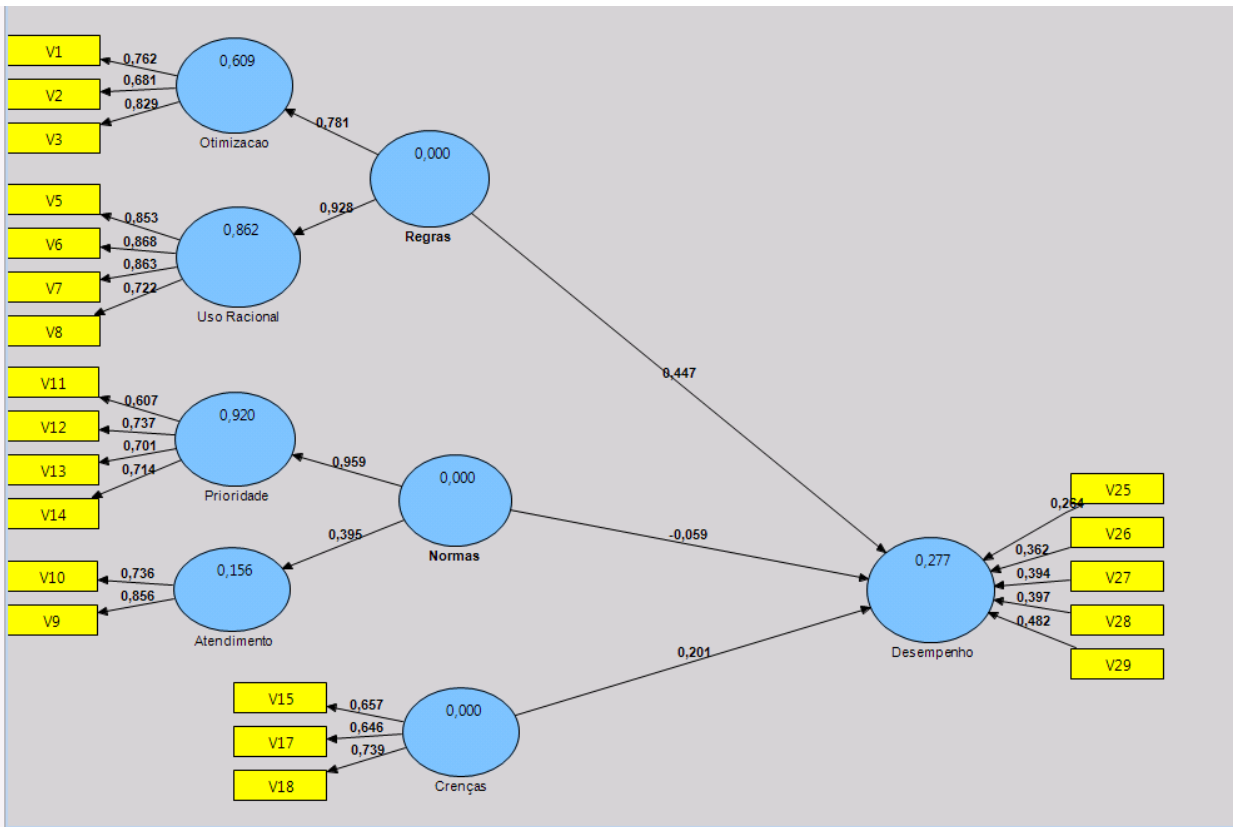 V1
0,762
V2
0,681
V3
0,829
0,609
Otimizacao
0,781
0,000
Regras
V5
0,853
V6
0,868
V7
0,863
V8
0,722
0,862
Uso Racional
0,928
0,447
V11
0,607
V12
0,737
V13
0,701
V14
0,714
0,920
Prioridade
0,959
0,000
Normas
0,395
-0,059
V10
0,736
V9
0,856
0,156
Atendimento
V15
0,657
V17
0,646
V18
0,739
0,000
Crenças
0,201
0,277
Desempenho
0,264
V25
0,362
V26
0,394
V27
0,397
V28
0,482
V29